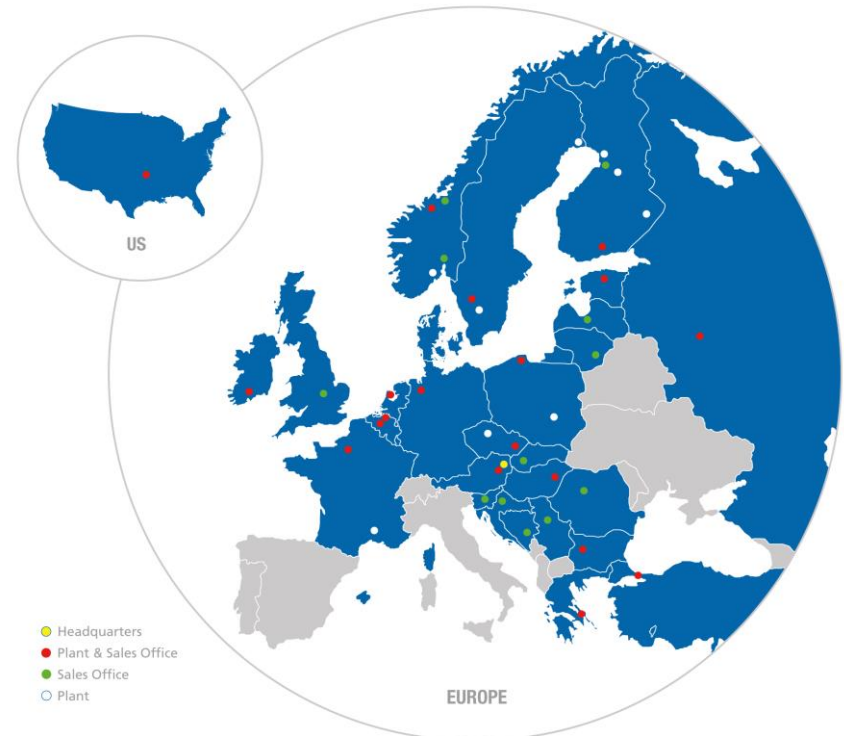 US
Headquarters
Plant & Sales Office
Sales Office
Plant
EUROPE